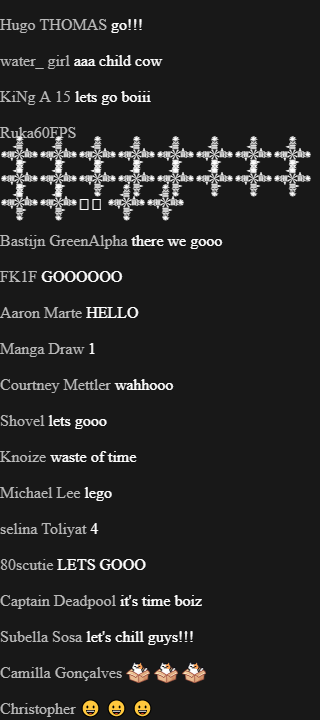 Hugo THOMAS go!!!
water_ girl aaa child cow
KiNg A 15 lets go boiii
Ruka60FPS
Bastijn GreenAlpha there we gooo
FK1F GOOOOOO
Aaron Marte HELLO
Manga Draw 1
Courtney Mettler wahhooo
Shovel lets gooo
Knoize waste of time
Michael Lee lego
selina Toliyat 4
80scutie LETS GOOO
Captain Deadpool it's time boiz
Subella Sosa let's chill guys!!!
Camilla Gonçalves
Christopher 😀 😀 😀